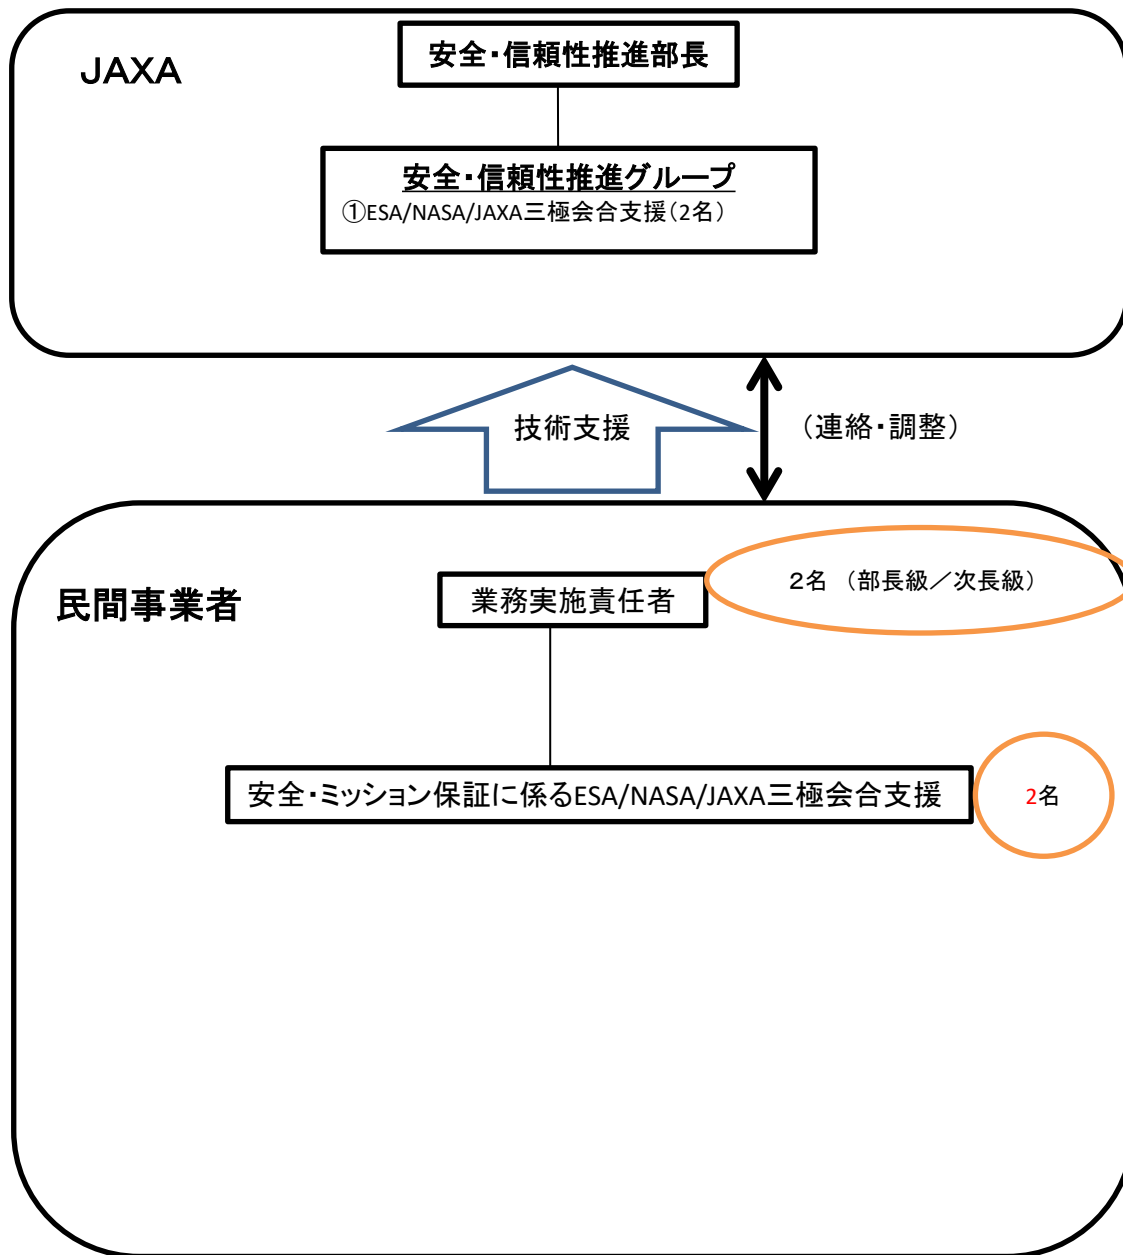 JAXA
安全・信頼性推進部長
安全・信頼性推進グループ
①ESA/NASA/JAXA三極会合支援(2名)
技術支援
(連絡・調整)
民間事業者
業務実施責任者
2名 (部長級／次長級)
安全・ミッション保証に係るESA/NASA/JAXA三極会合支援
2名